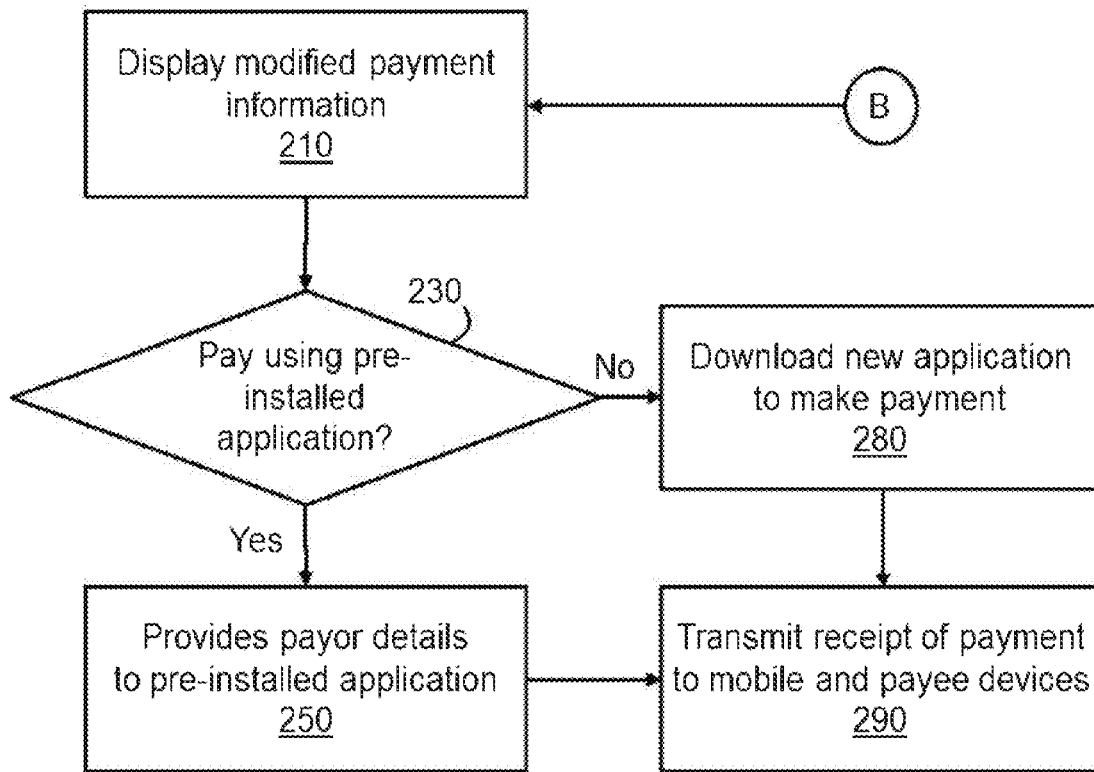 Display modified payment
information
210
B
230
Pay using pre-
installed
application?
No
Download new application
to make payment
280
Yes
Provides payor details
to pre-installed application
250
Transmit receipt of payment
to mobile and payee devices
290